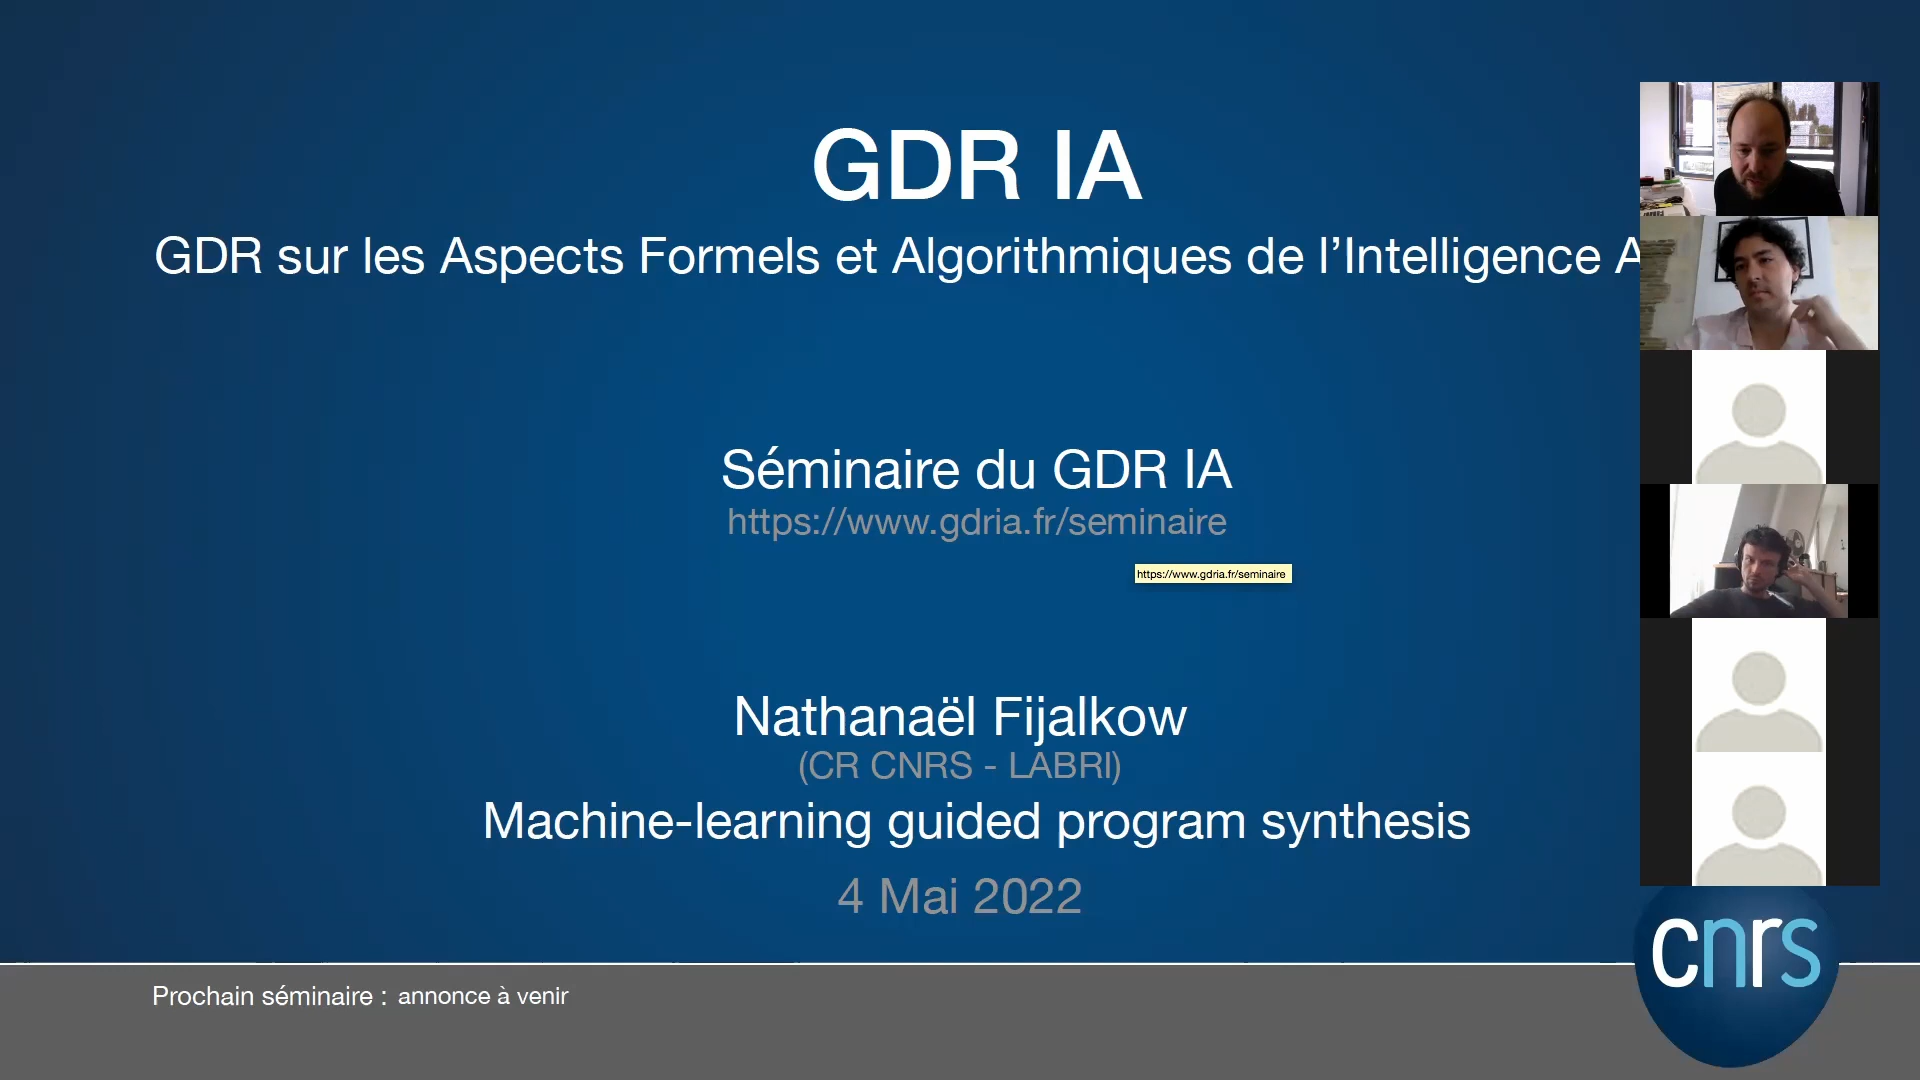 GDR IA
GDR sur les Aspects Formels et Algorithmiques de l’Intelligence A
Séminaire du GDR IA
https://www.gdria.fr/seminaire
https://www.gdria.fr/seminaire
Nathanaël Fijalkow
(CR CNRS - LABRI)
Machine-learning guided program synthesis
4 Mai 2022
cnrs
Prochain séminaire : annonce à venir